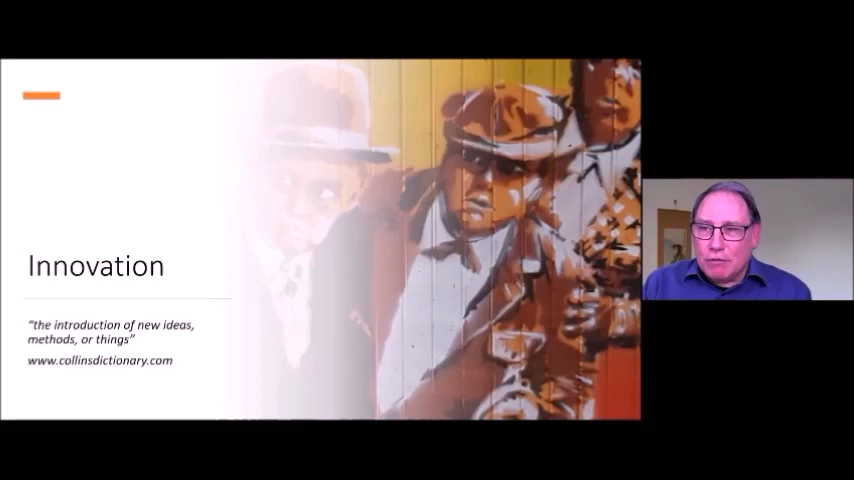 Innovation
“the introduction of new ideas,
methods, or things”
www.collinsdictionary.com